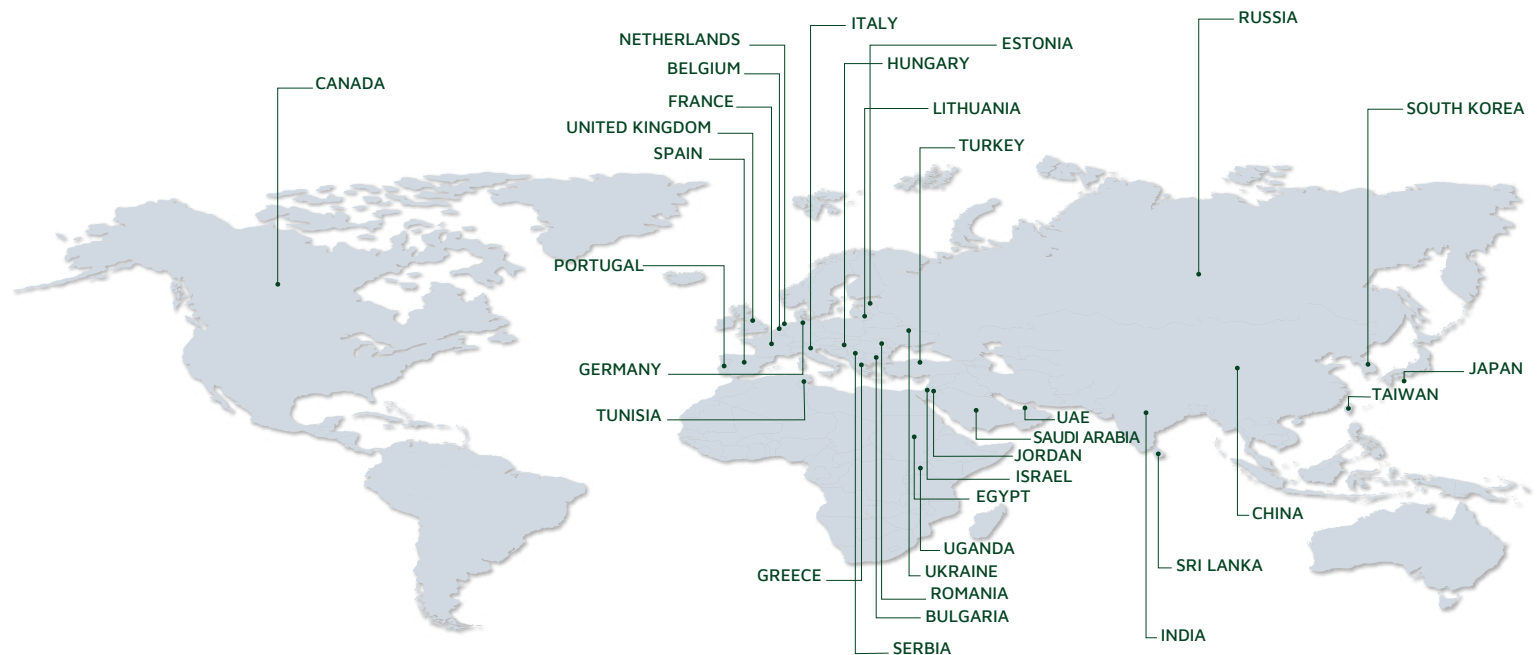 RUSSIA
ITALY
NETHERLANDS
ESTONIA
HUNGARY
BELGIUM
CANADA
FRANCE
LITHUANIA
SOUTH KOREA
UNITED KINGDOM
TURKEY
SPAIN
PORTUGAL
GERMANY
JAPAN
TAIWAN
TUNISIA
UAE
SAUDI ARABIA
JORDAN
ISRAEL
EGYPT
CHINA
UGANDA
SRI LANKA
UKRAINE
GREECE
ROMANIA
BULGARIA
INDIA
SERBIA